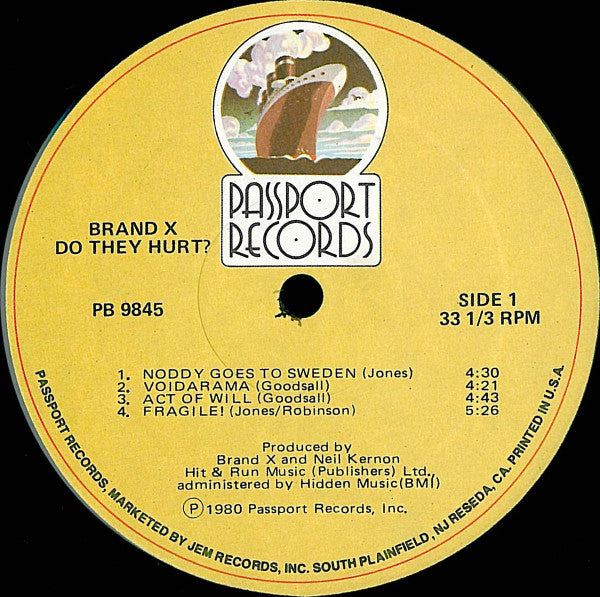 PASSPORT
RECORDS
BRAND X
DO THEY HURT?
PB 9845
SIDE 1
33 1/3 RPM
1. NODDY GOES TO SWEDEN (Jones) 4:30
2. VOIDARAMA (Goodsall) 4:21
3. ACT OF WILL (Goodsall) 4:43
4. FRAGILE! (Jones/Robinson) 5:26
Produced by
Brand X and Neil Kernon
Hit & Run Music (Publishers) Ltd.,
administered by Hidden Music(BMI)
Ⓟ1980 Passport Records, Inc.
PASSPORT RECORDS, MARKETED BY JEM RECORDS, INC. SOUTH PLAINFIELD, NJ RESEDA, CA. PRINTED IN U.S.A.